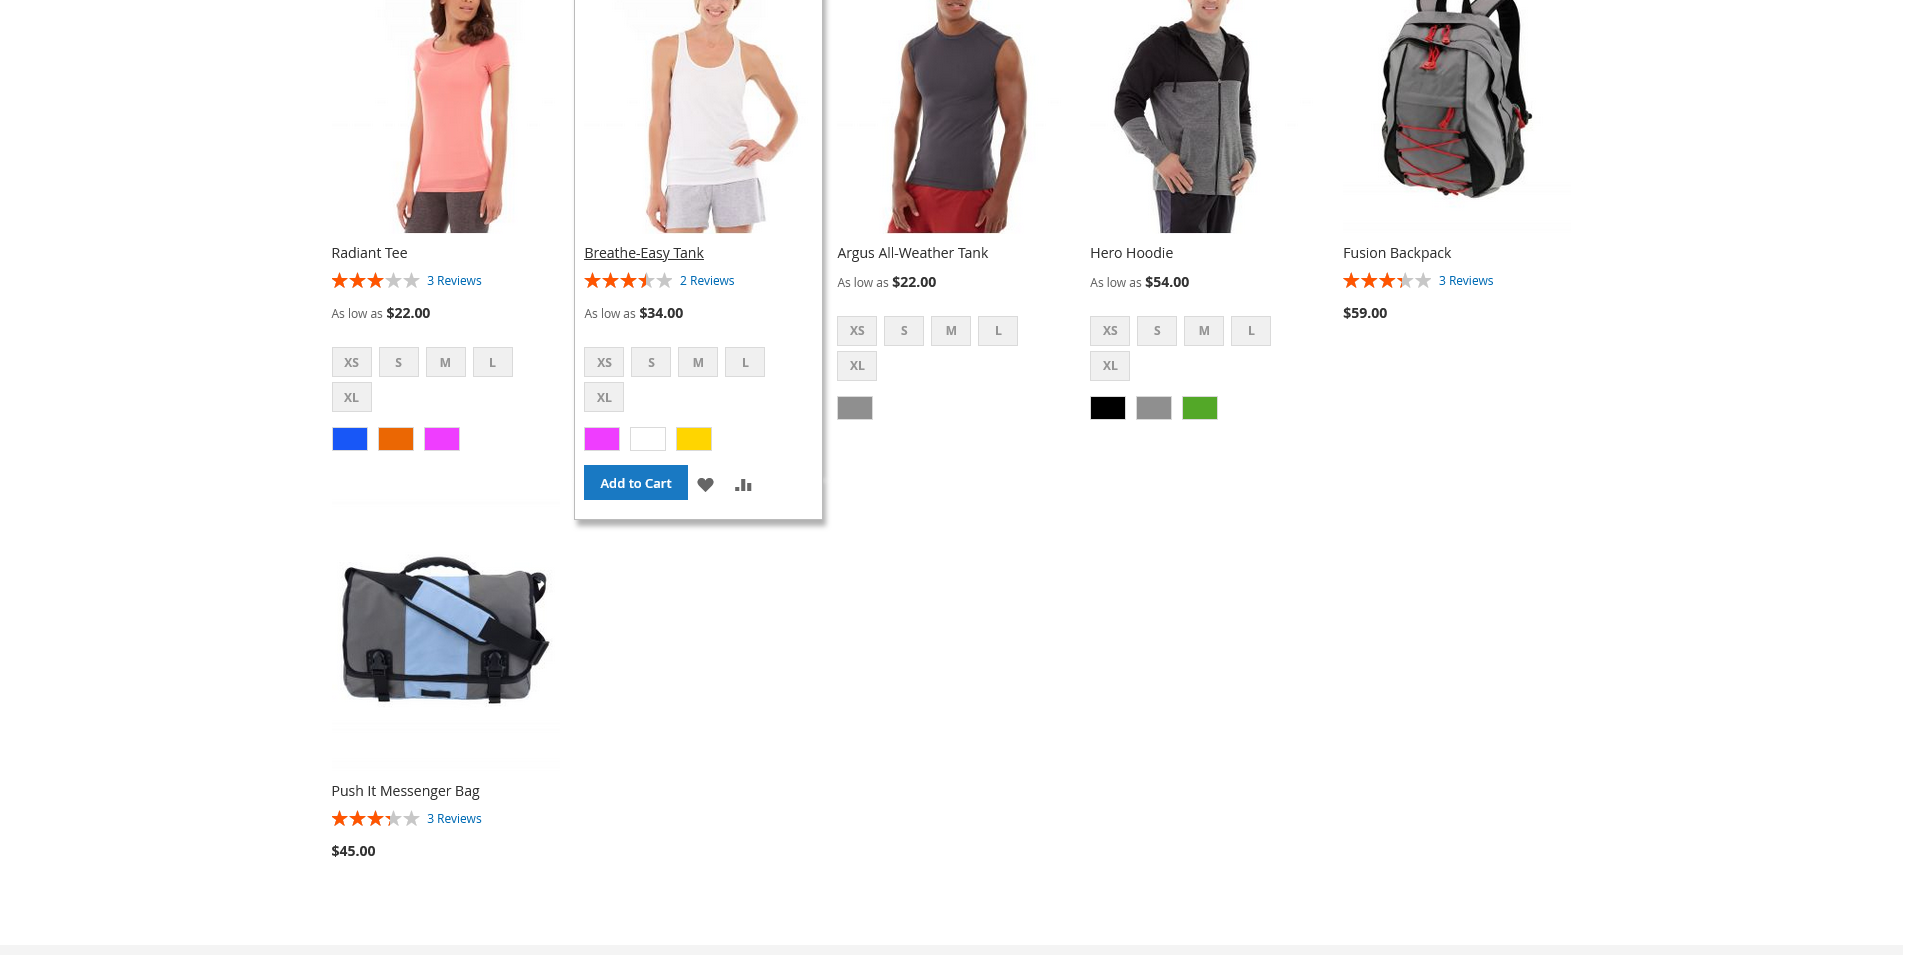 Radiant Tee
3 Reviews
As low as $22.00
XS S M L
XL
Breathe-Easy Tank
2 Reviews
As low as $34.00
XS S M L
XL
Add to Cart
Argus All-Weather Tank
As low as $22.00
XS S M L
XL
Hero Hoodie
As low as $54.00
XS S M L
XL
Fusion Backpack
3 Reviews
$59.00
Push It Messenger Bag
3 Reviews
$45.00